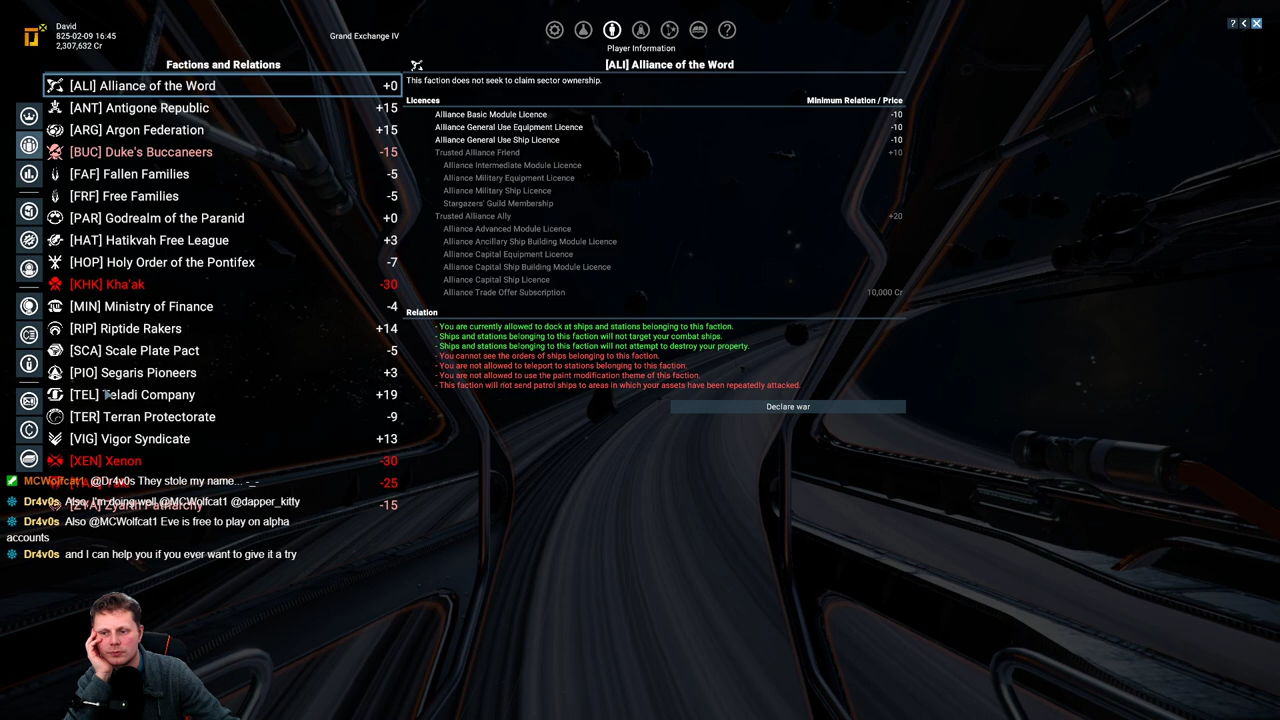 David
825-02-09 16:45
2,307,632 Cr
Grand Exchange IV
Player Information
? < X
Factions and Relations
[ALI] Alliance of the Word +0
[ANT] Antigone Republic +15
[ARG] Argon Federation +15
[BUC] Duke's Buccaneers -15
[FAF] Fallen Families -5
[FRF] Free Families -5
[PAR] Godrealm of the Paranid +0
[HAT] Hatikvah Free League +3
[HOP] Holy Order of the Pontifex -7
[KHK] Kha'ak -30
[MIN] Ministry of Finance -4
[RIP] Riptide Rakers +14
[SCA] Scale Plate Pact -5
[PIO] Segaris Pioneers +3
[TEL] Teladi Company +19
[TER] Terran Protectorate -9
[VIG] Vigor Syndicate +13
[XEN] Xenon -30
-25
[ZYA] Zyarth Patriarchy -15
MCWolfcat1 @Dr4v0s They stole my name... -_-
Dr4v0s Also, I'm doing well @MCWolfcat1 @dapper_kitty
Dr4v0s Also @MCWolfcat1 Eve is free to play on alpha
accounts
Dr4v0s and I can help you if you ever want to give it a try
[ALI] Alliance of the Word
This faction does not seek to claim sector ownership.
Licences Minimum Relation / Price
Alliance Basic Module Licence -10
Alliance General Use Equipment Licence -10
Alliance General Use Ship Licence -10
Trusted Alliance Friend +10
Alliance Intermediate Module Licence
Alliance Military Equipment Licence
Alliance Military Ship Licence
Stargazers' Guild Membership
Trusted Alliance Ally +20
Alliance Advanced Module Licence
Alliance Ancillary Ship Building Module Licence
Alliance Capital Equipment Licence
Alliance Capital Ship Building Module Licence
Alliance Capital Ship Licence
Alliance Trade Offer Subscription 10,000 Cr
Relation
- You are currently allowed to dock at ships and stations belonging to this faction.
- Ships and stations belonging to this faction will not target your combat ships.
- Ships and stations belonging to this faction will not attempt to destroy your property.
- You cannot see the orders of ships belonging to this faction.
- You are not allowed to teleport to stations belonging to this faction.
- You are not allowed to use the paint modification theme of this faction.
- This faction will not send patrol ships to areas in which your assets have been repeatedly attacked.
Declare war